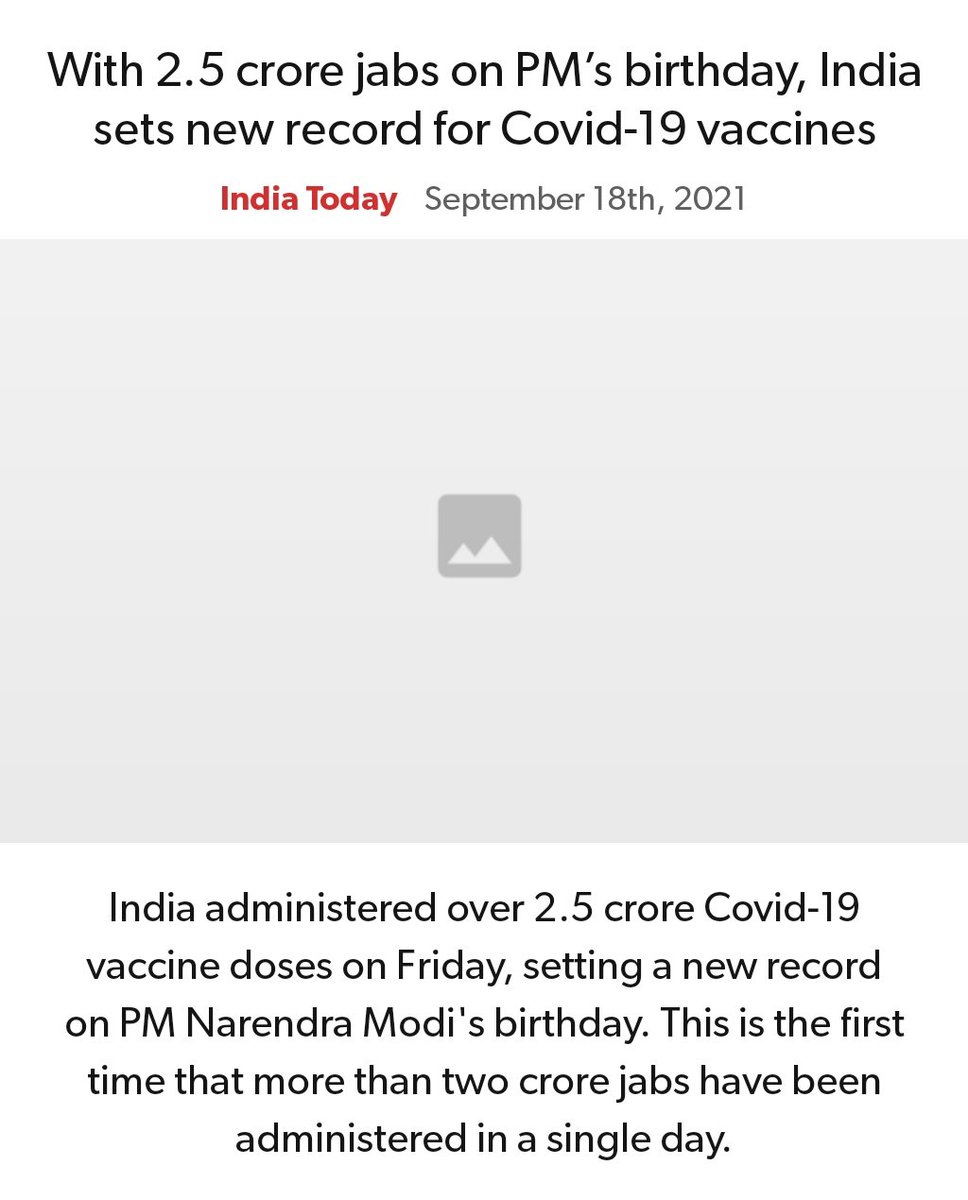 With 2.5 crore jabs on PM’s birthday, India
sets new record for Covid-19 vaccines
India Today September 18th, 2021
India administered over 2.5 crore Covid-19
vaccine doses on Friday, setting a new record
on PM Narendra Modi's birthday. This is the first
time that more than two crore jabs have been
administered in a single day.